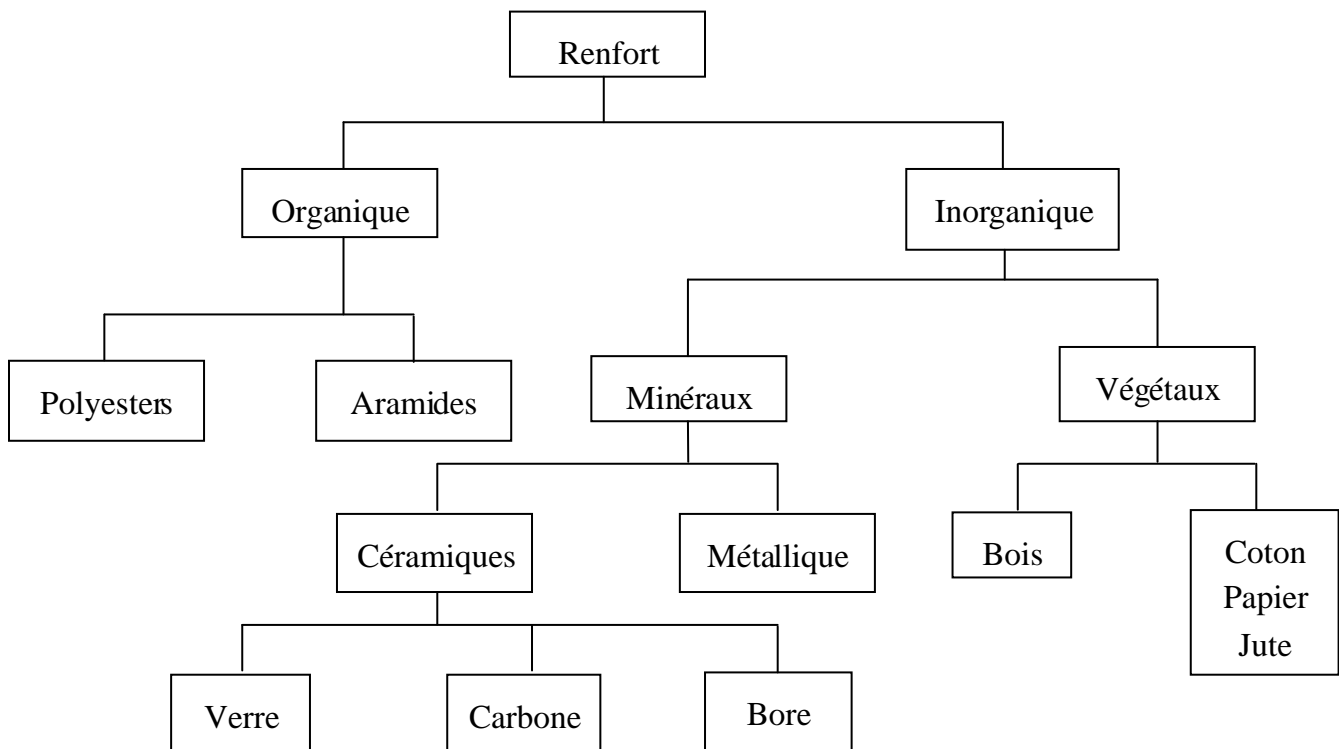 Renfort
Organique
Inorganique
Polyesters
Aramides
Minéraux
Végétaux
Céramiques
Métallique
Bois
Coton
Papier
Jute
Verre
Carbone
Bore